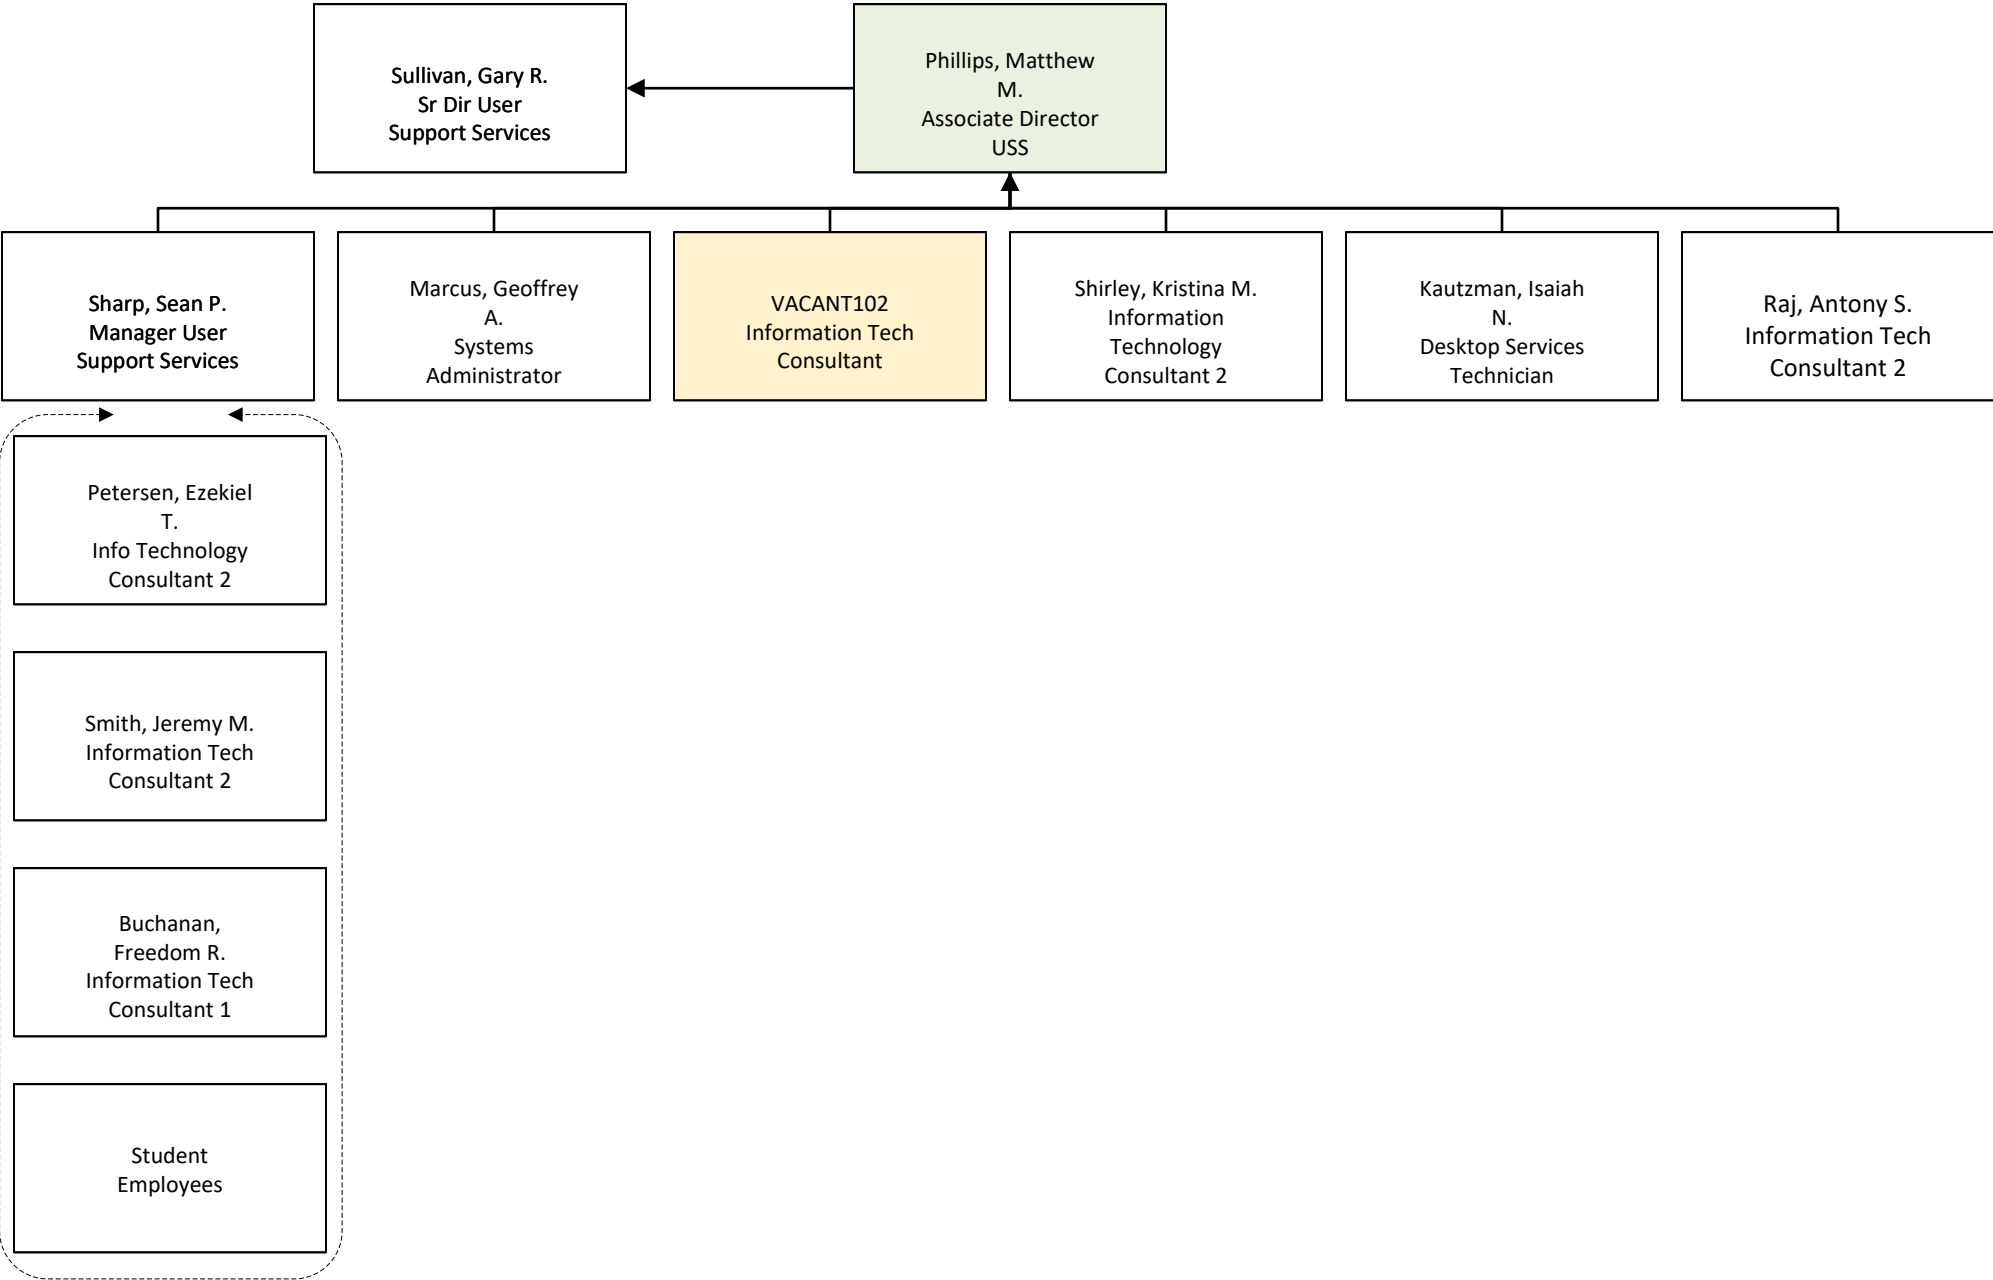 Sullivan, Gary R.
Sr Dir User
Support Services
Phillips, Matthew
M.
Associate Director
USS
Sharp, Sean P.
Manager User
Support Services
Marcus, Geoffrey
A.
Systems
Administrator
VACANT102
Information Tech
Consultant
Shirley, Kristina M.
Information
Technology
Consultant 2
Kautzman, Isaiah
N.
Desktop Services
Technician
Raj, Antony S.
Information Tech
Consultant 2
Petersen, Ezekiel
T.
Info Technology
Consultant 2
Smith, Jeremy M.
Information Tech
Consultant 2
Buchanan,
Freedom R.
Information Tech
Consultant 1
Student
Employees